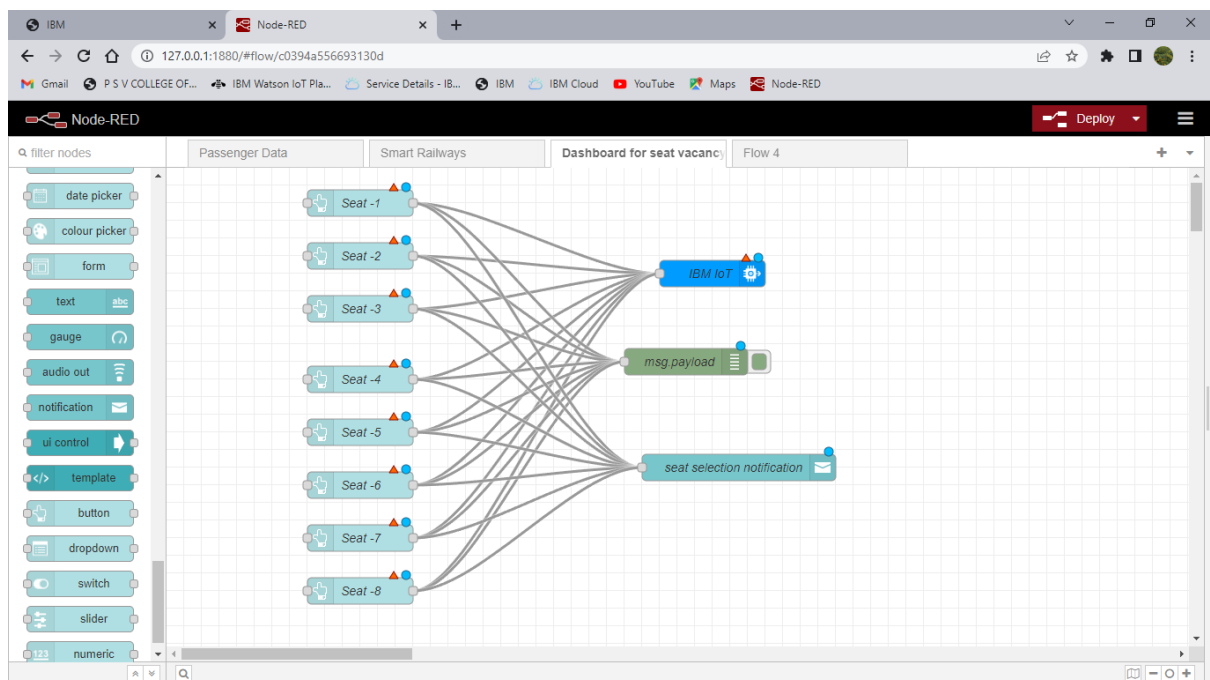 IBM
Node-RED
127.0.0.1:1880/#flow/c0394a556693130d
Gmail P S V COLLEGE OF... IBM Watson IoT Pla... Service Details - IB... IBM IBM Cloud YouTube Maps Node-RED
Node-RED
Deploy
filter nodes
Passenger Data
Smart Railways
Dashboard for seat vacancy
Flow 4
date picker
colour picker
form
text abc
gauge
audio out
notification
ui control
</> template
button
dropdown
switch
slider
123 numeric
Seat -1
Seat -2
Seat -3
Seat -4
Seat -5
Seat -6
Seat -7
Seat -8
IBM IoT
msg.payload
seat selection notification